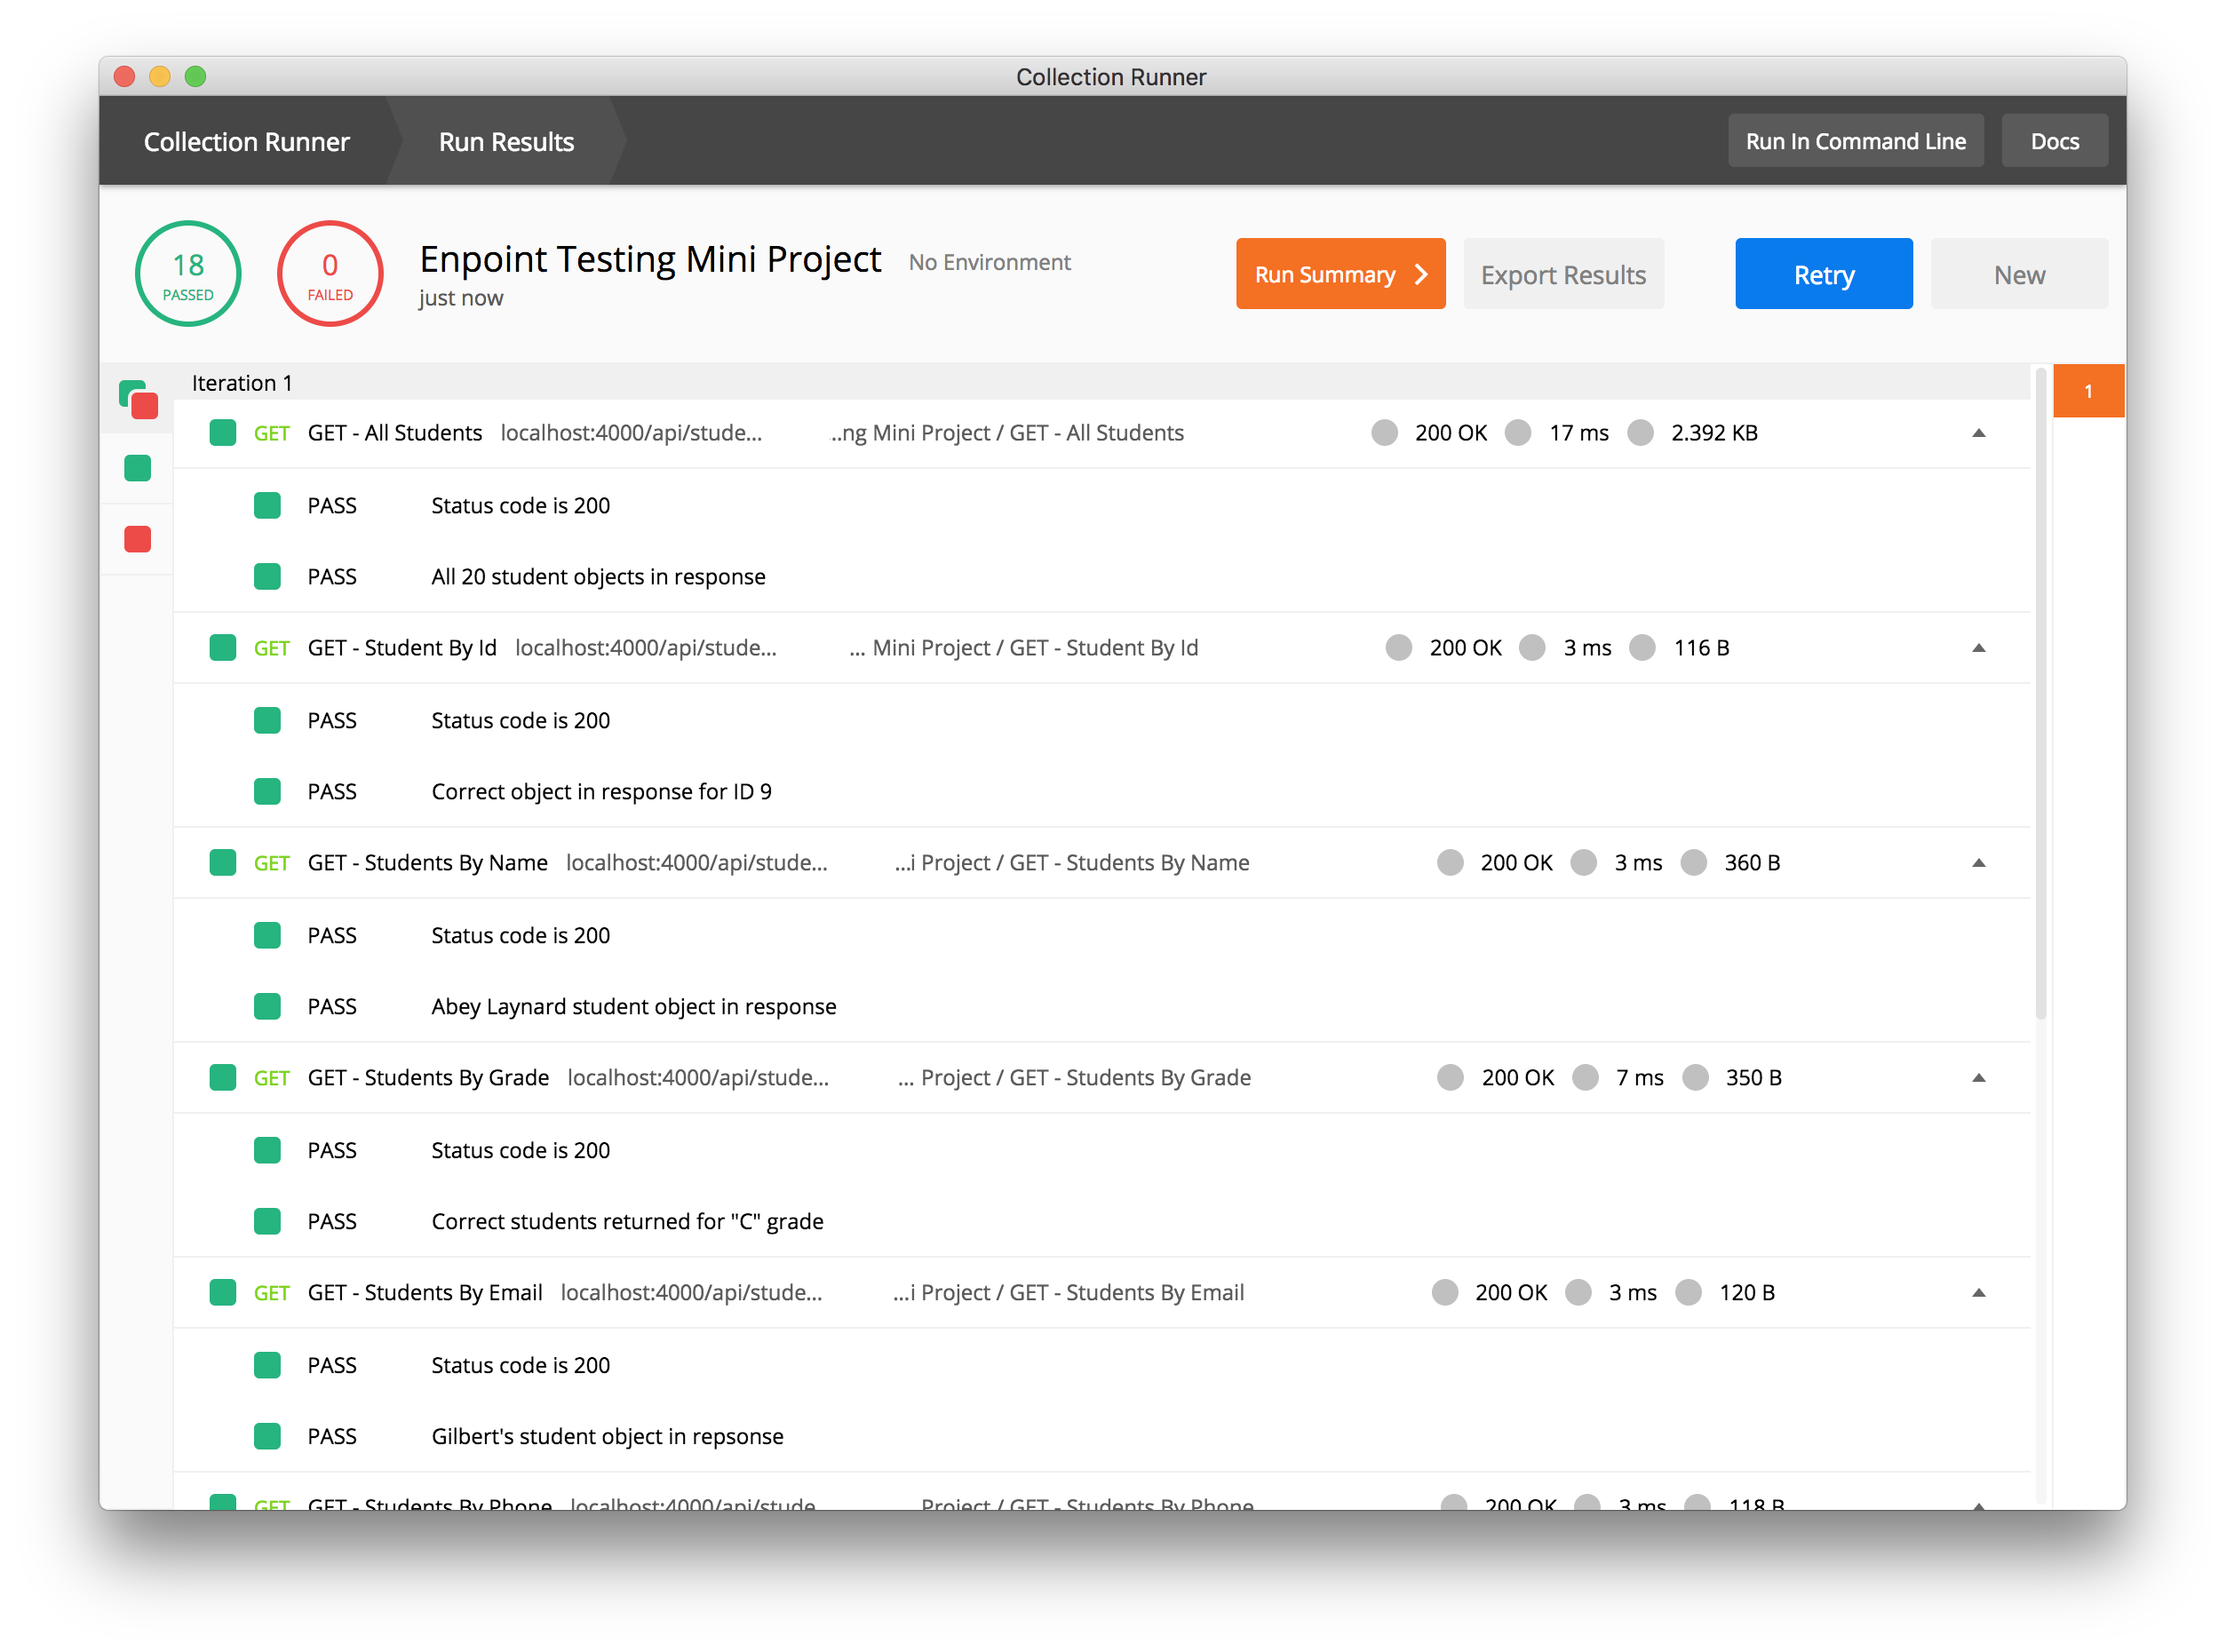 Collection Runner
Collection Runner Run Results Run In Command Line Docs
18 PASSED 0 FAILED Enpoint Testing Mini Project No Environment Run Summary Export Results Retry New
just now
Iteration 1 1
GET GET - All Students localhost:4000/api/stude... ..ng Mini Project / GET - All Students 200 OK 17 ms 2.392 KB
PASS Status code is 200
PASS All 20 student objects in response
GET GET - Student By Id localhost:4000/api/stude... ... Mini Project / GET - Student By Id 200 OK 3 ms 116 B
PASS Status code is 200
PASS Correct object in response for ID 9
GET GET - Students By Name localhost:4000/api/stude... ...i Project / GET - Students By Name 200 OK 3 ms 360 B
PASS Status code is 200
PASS Abey Laynard student object in response
GET GET - Students By Grade localhost:4000/api/stude... ... Project / GET - Students By Grade 200 OK 7 ms 350 B
PASS Status code is 200
PASS Correct students returned for "C" grade
GET GET - Students By Email localhost:4000/api/stude... ...i Project / GET - Students By Email 200 OK 3 ms 120 B
PASS Status code is 200
PASS Gilbert's student object in repsonse
GET GET - Students By Phone localhost:4000/api/stude Project / GET - Students By Phone 200 OK 3 ms 118 B